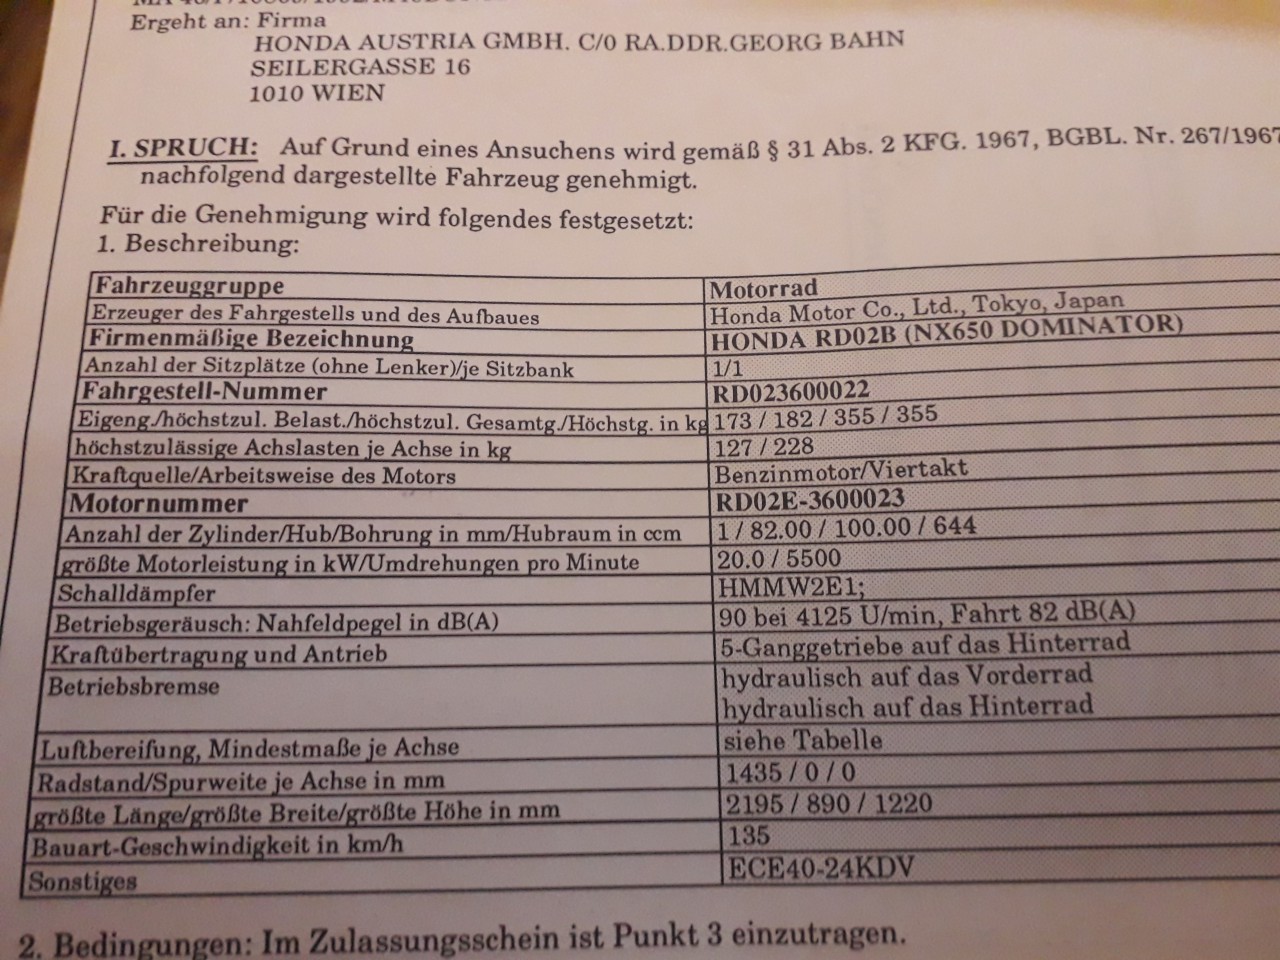 Ergeht an: Firma
HONDA AUSTRIA GMBH. C/0 RA.DDR.GEORG BAHN
SEILERGASSE 16
1010 WIEN
I. SPRUCH: Auf Grund eines Ansuchens wird gemäß § 31 Abs. 2 KFG. 1967, BGBL. Nr. 267/1967
nachfolgend dargestellte Fahrzeug genehmigt.
Für die Genehmigung wird folgendes festgesetzt:
1. Beschreibung:
Fahrzeuggruppe Motorrad
Erzeuger des Fahrgestells und des Aufbaues Honda Motor Co., Ltd., Tokyo, Japan
Firmenmäßige Bezeichnung HONDA RD02B (NX650 DOMINATOR)
Anzahl der Sitzplätze (ohne Lenker)/je Sitzbank 1/1
Fahrgestell-Nummer RD023600022
Eigeng./höchstzul. Belast./höchstzul. Gesamtg./Höchstg. in kg 173 / 182 / 355 / 355
höchstzulässige Achslasten je Achse in kg 127 / 228
Kraftquelle/Arbeitsweise des Motors Benzinmotor/Viertakt
Motornummer RD02E-3600023
Anzahl der Zylinder/Hub/Bohrung in mm/Hubraum in ccm 1 / 82.00 / 100.00 / 644
größte Motorleistung in kW/Umdrehungen pro Minute 20.0 / 5500
Schalldämpfer HMMW2E1;
Betriebsgeräusch: Nahfeldpegel in dB(A) 90 bei 4125 U/min, Fahrt 82 dB(A)
Kraftübertragung und Antrieb 5-Ganggetriebe auf das Hinterrad
Betriebsbremse hydraulisch auf das Vorderrad
hydraulisch auf das Hinterrad
Luftbereifung, Mindestmaße je Achse siehe Tabelle
Radstand/Spurweite je Achse in mm 1435 / 0 / 0
größte Länge/größte Breite/größte Höhe in mm 2195 / 890 / 1220
Bauart-Geschwindigkeit in km/h 135
Sonstiges ECE40-24KDV
2. Bedingungen: Im Zulassungsschein ist Punkt 3 einzutragen.